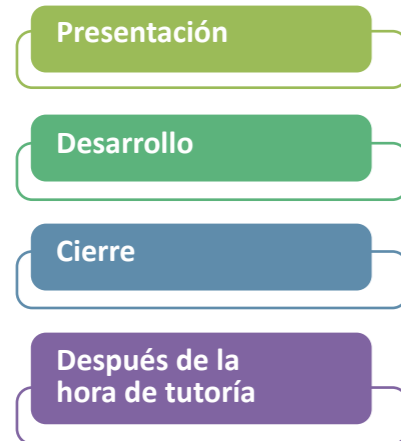 Presentación
Desarrollo
Cierre
Después de la
hora de tutoría